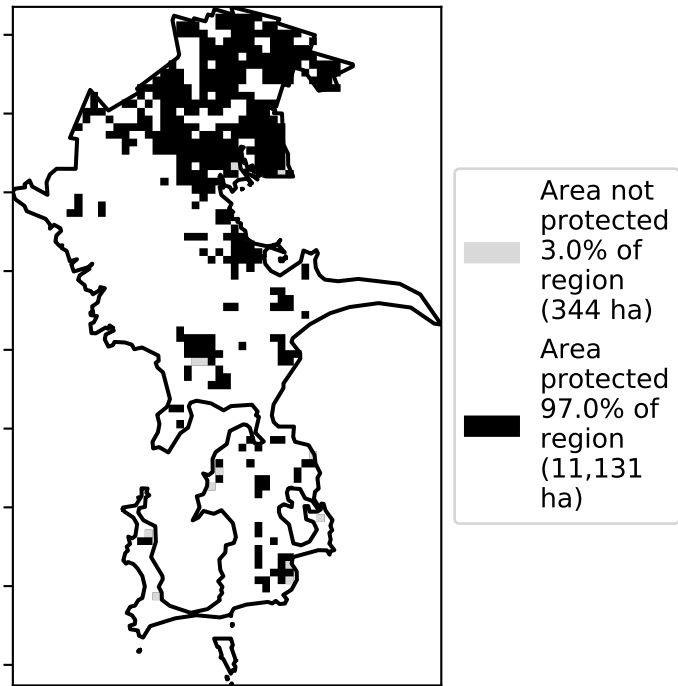 Area not
protected
3.0% of
region
(344 ha)
Area
protected
97.0% of
region
(11,131
ha)